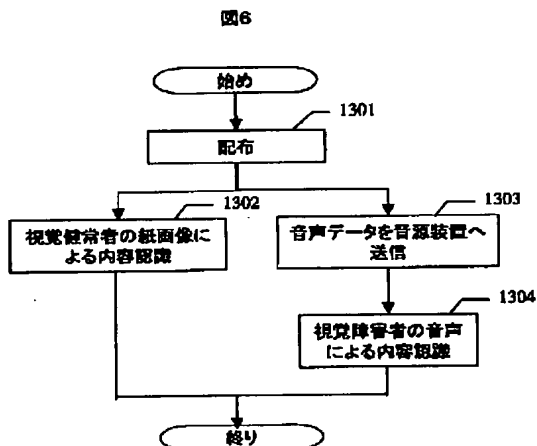 図6
始め
1301
配布
1302
視覚健常者の紙画像に
よる内容認識
1303
音声データを音源装置へ
送信
1304
視覚障害者の音声
による内容認識
終り